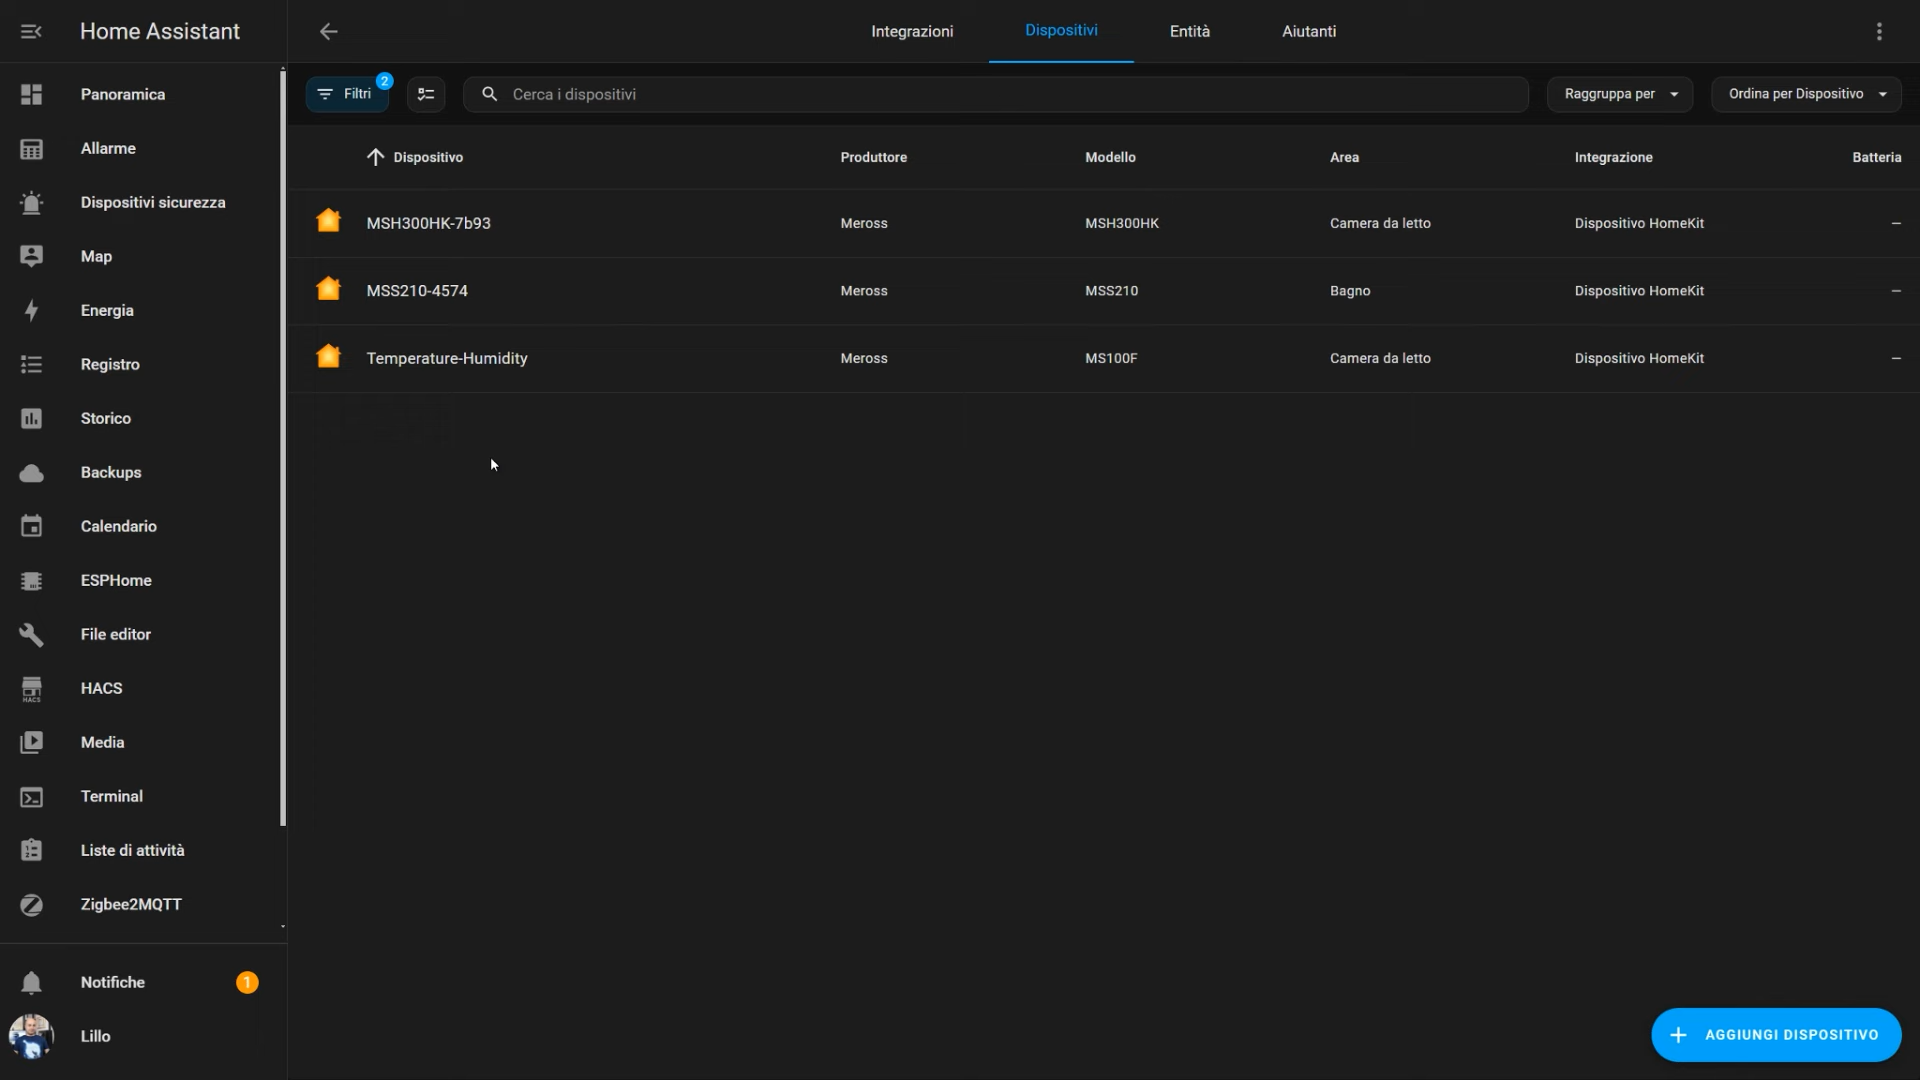 Home Assistant
Integrazioni
Dispositivi
Entità
Aiutanti
Panoramica
Allarme
Dispositivi sicurezza
Map
Energia
Registro
Storico
Backups
Calendario
ESPHome
File editor
HACS
HACS
Media
Terminal
Liste di attività
Zigbee2MQTT
Notifiche 1
Lillo
Filtri 2
Cerca i dispositivi
Raggruppa per
Ordina per Dispositivo
Dispositivo Produttore Modello Area Integrazione Batteria
MSH300HK-7b93 Meross MSH300HK Camera da letto Dispositivo HomeKit —
MSS210-4574 Meross MSS210 Bagno Dispositivo HomeKit —
Temperature-Humidity Meross MS100F Camera da letto Dispositivo HomeKit —
AGGIUNGI DISPOSITIVO